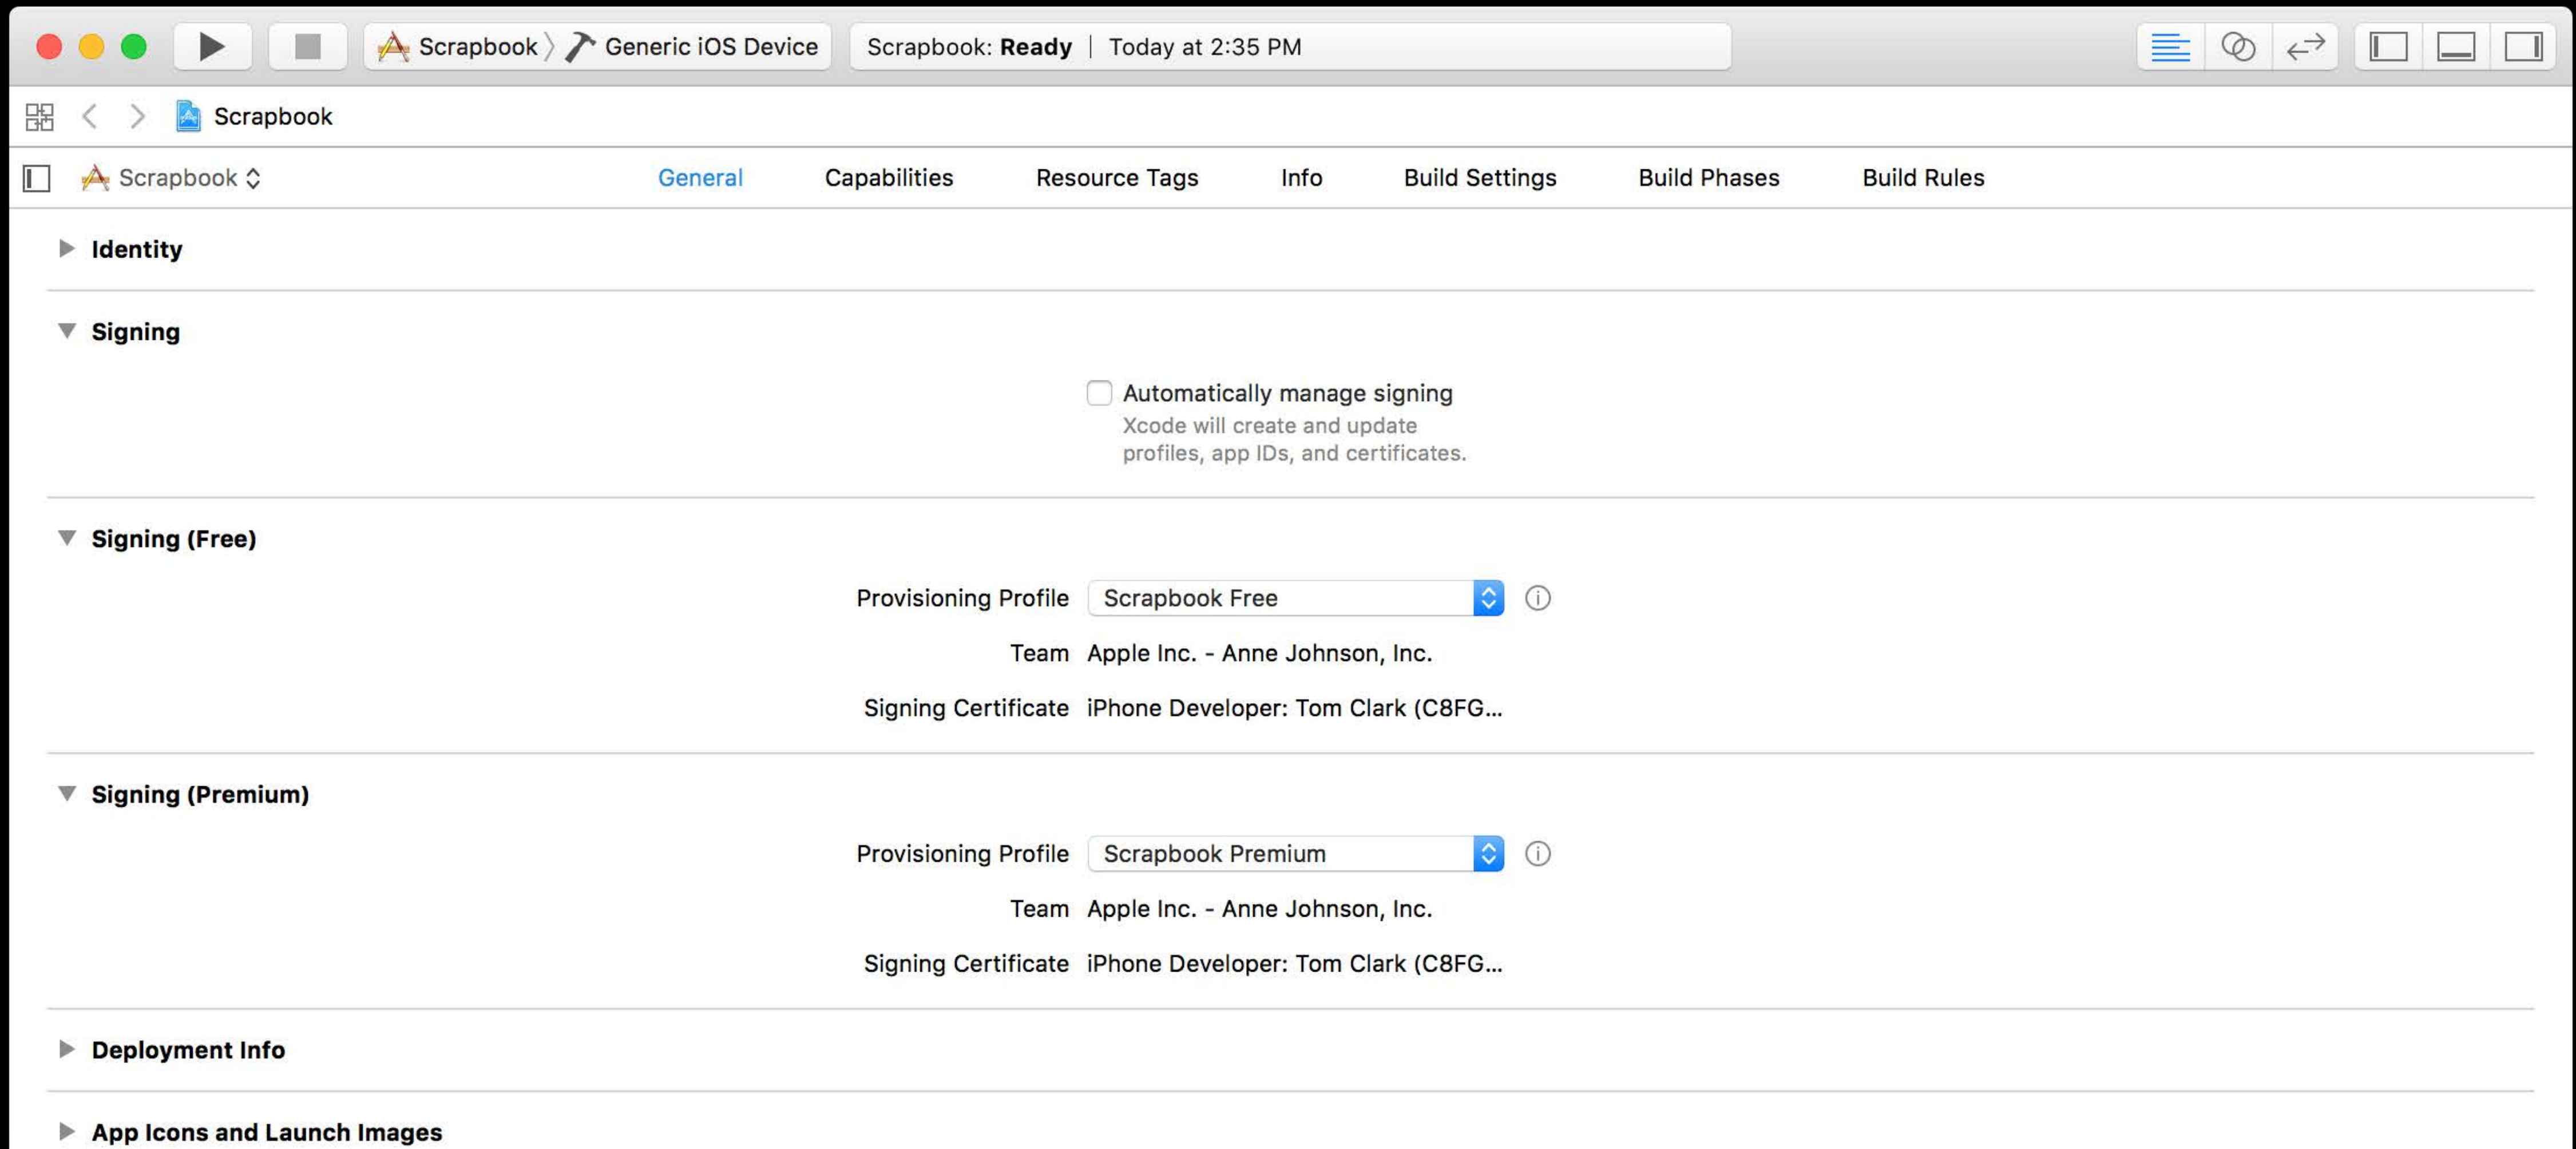 Scrapbook Generic iOS Device Scrapbook: Ready | Today at 2:35 PM
Scrapbook
Scrapbook General Capabilities Resource Tags Info Build Settings Build Phases Build Rules
Identity
Signing
Automatically manage signing
Xcode will create and update
profiles, app IDs, and certificates.
Signing (Free)
Provisioning Profile Scrapbook Free
Team Apple Inc. - Anne Johnson, Inc.
Signing Certificate iPhone Developer: Tom Clark (C8FG...
Signing (Premium)
Provisioning Profile Scrapbook Premium
Team Apple Inc. - Anne Johnson, Inc.
Signing Certificate iPhone Developer: Tom Clark (C8FG...
Deployment Info
App Icons and Launch Images